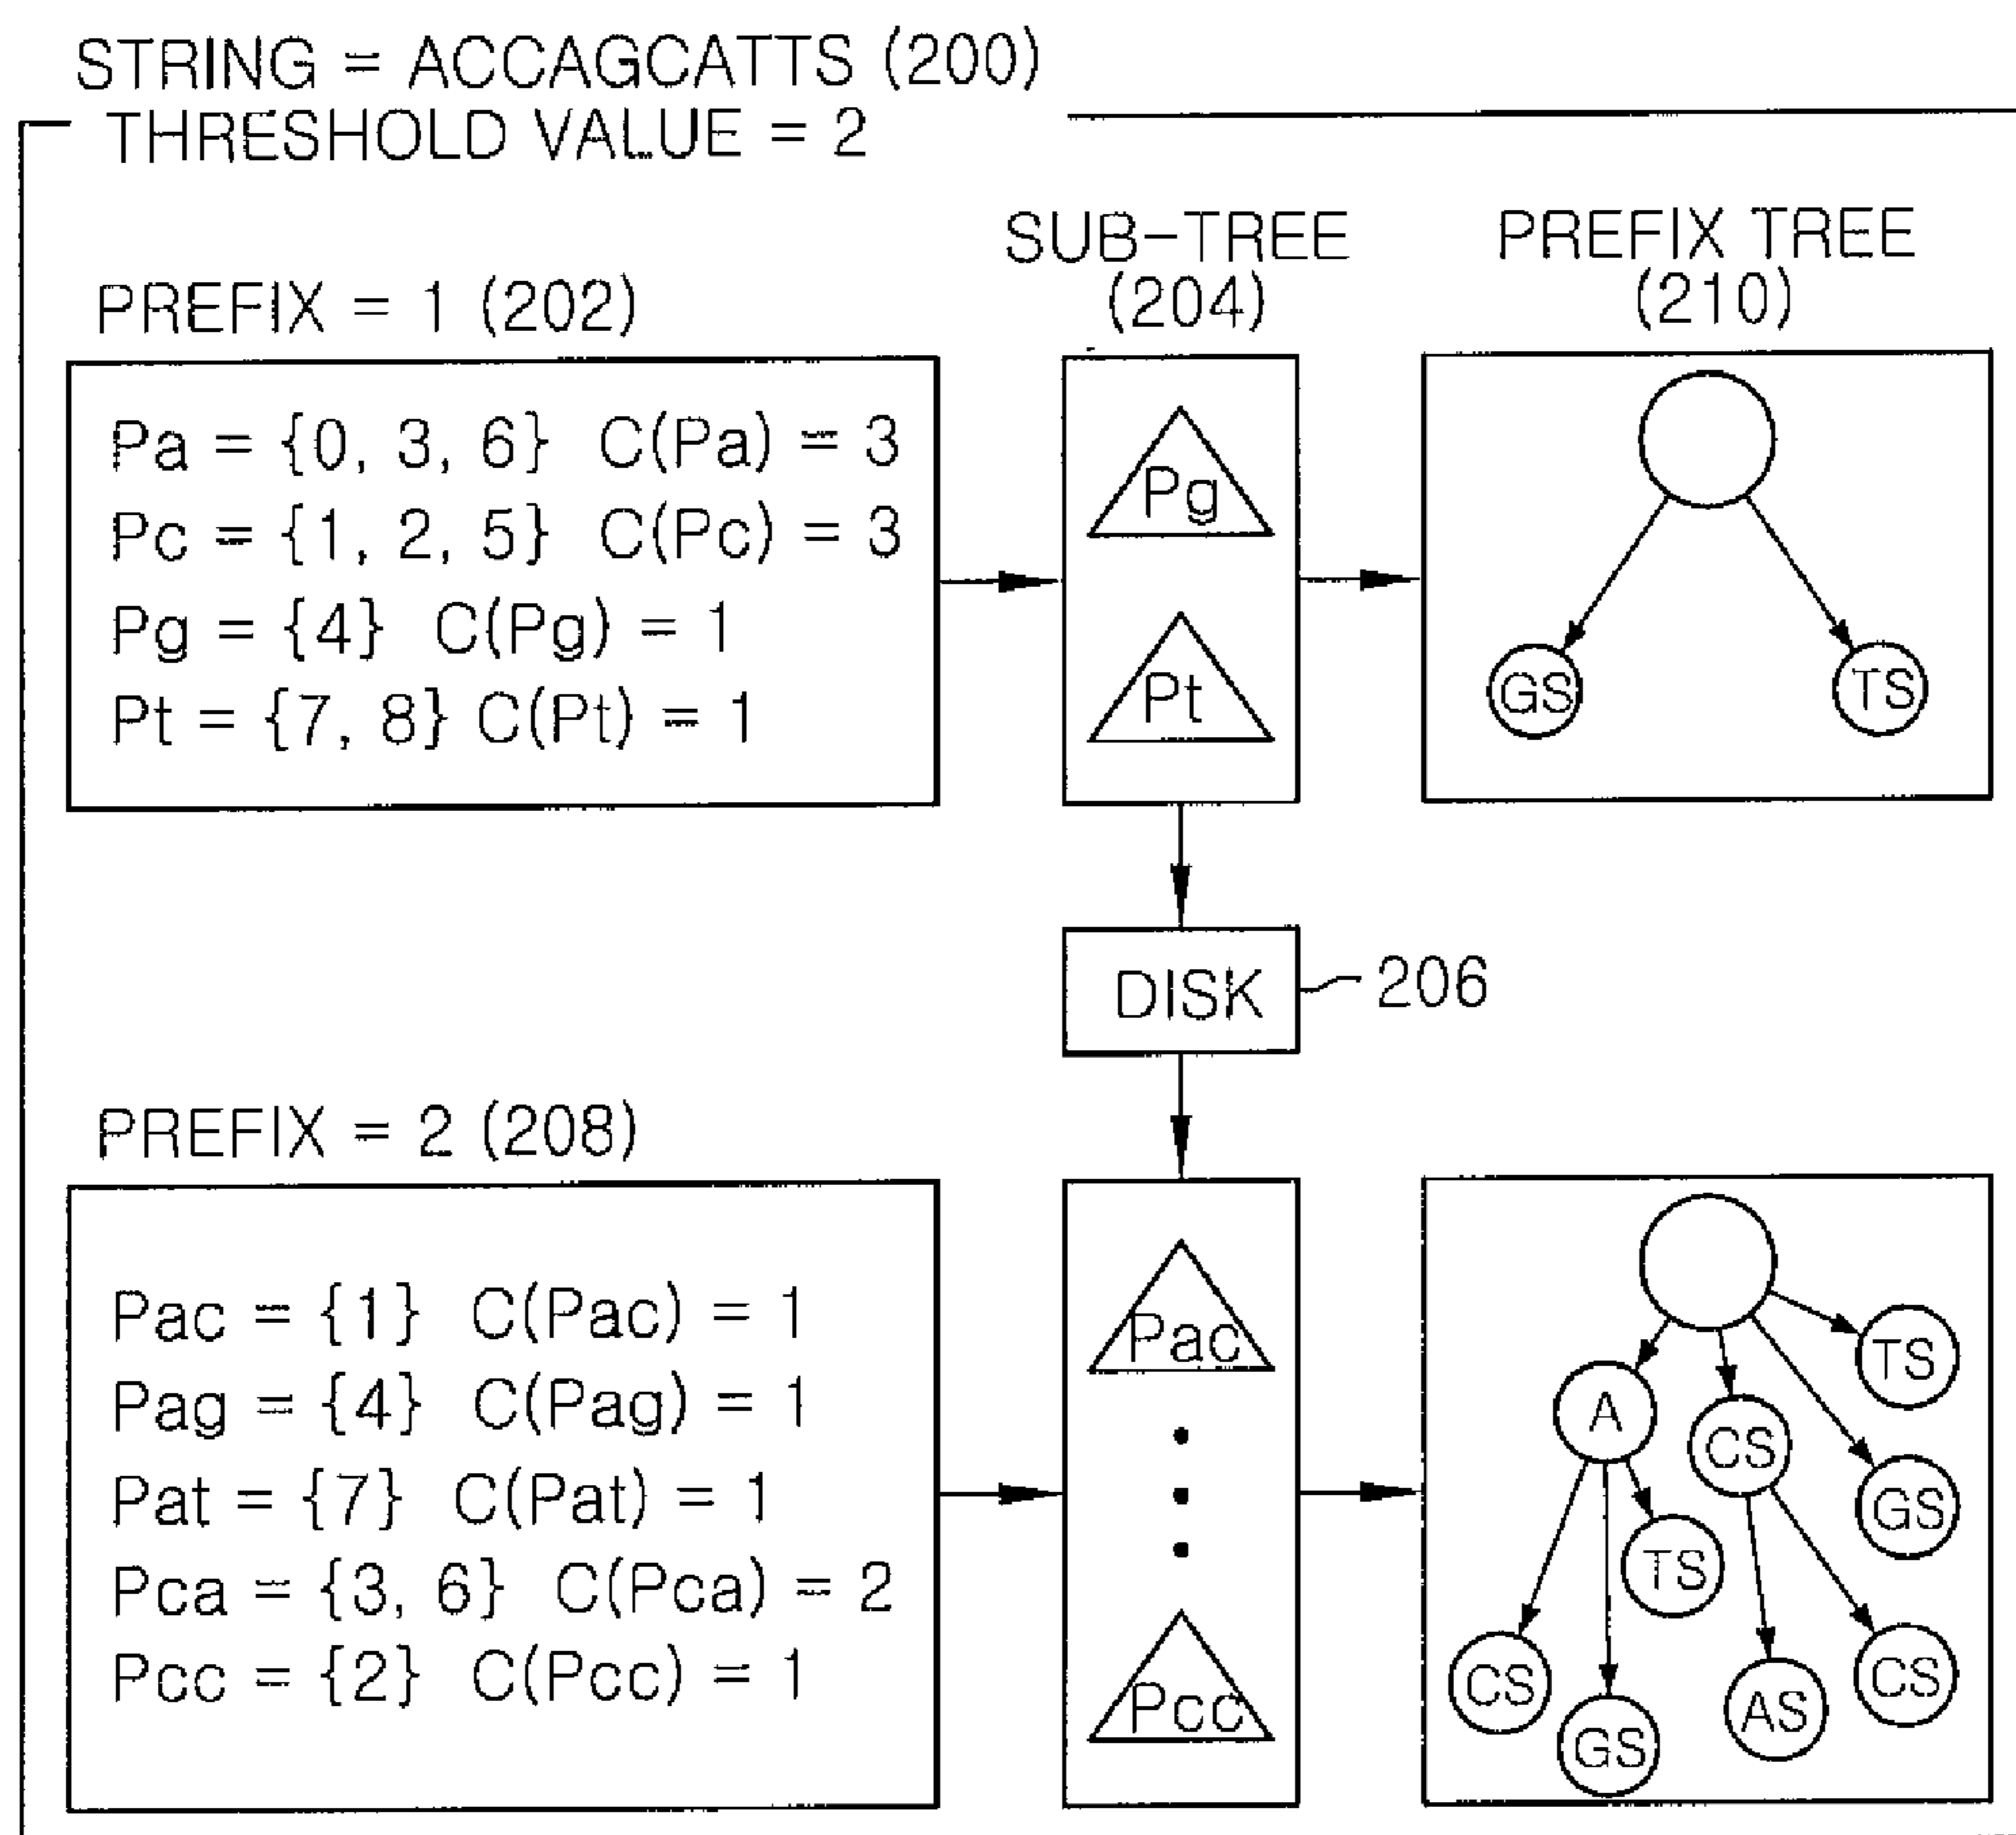 STRING = ACCAGCATTS (200)
THRESHOLD VALUE = 2
SUB-TREE
(204)
PREFIX TREE
(210)
PREFIX = 1 (202)
Pa = {0, 3, 6} C(Pa) = 3
Pc = {1, 2, 5} C(Pc) = 3
Pg = {4} C(Pg) = 1
Pt = {7, 8} C(Pt) = 1
Pg
Pt
GS
TS
DISK
206
PREFIX = 2 (208)
Pac = {1} C(Pac) = 1
Pag = {4} C(Pag) = 1
Pat = {7} C(Pat) = 1
Pca = {3, 6} C(Pca) = 2
Pcc = {2} C(Pcc) = 1
Pac
Pcc
TS
A
CS
GS
TS
CS
GS
AS
CS